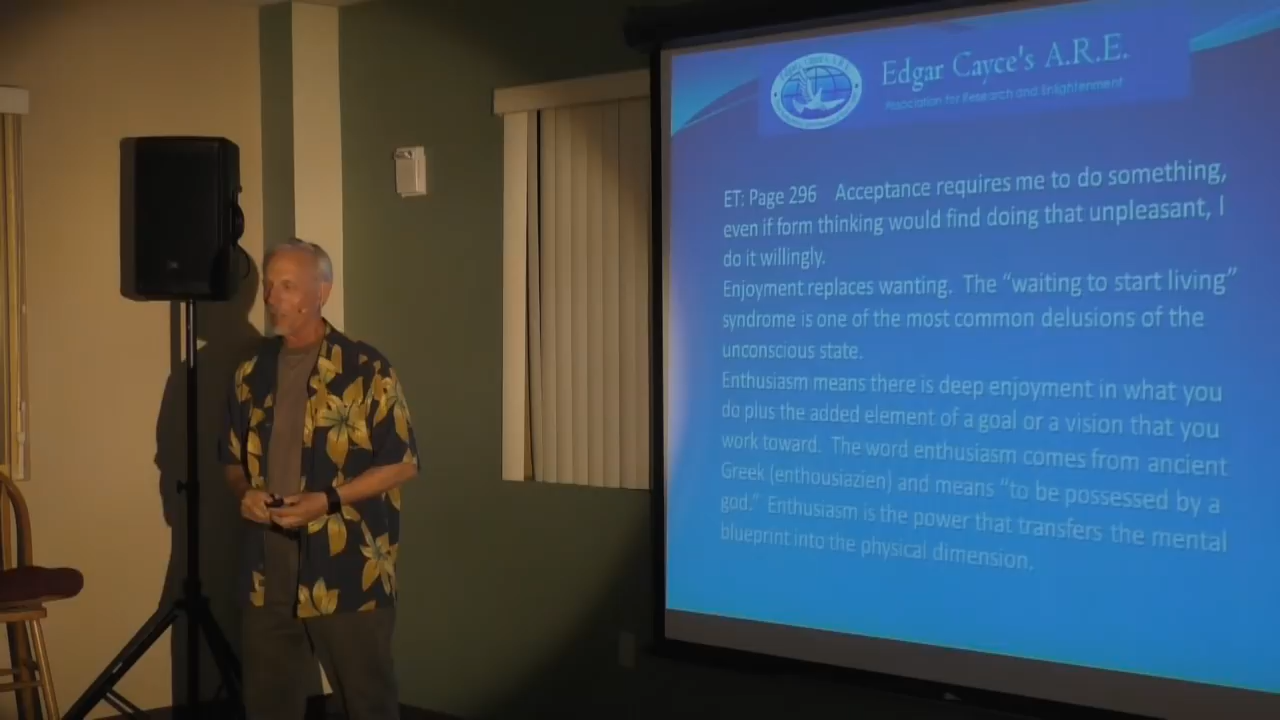 Edgar Cayce's A.R.E.
Association for Research and Enlightenment
ET: Page 296 Acceptance requires me to do something,
even if form thinking would find doing that unpleasant, I
do it willingly.
Enjoyment replaces wanting. The “waiting to start living”
syndrome is one of the most common delusions of the
unconscious state.
Enthusiasm means there is deep enjoyment in what you
do plus the added element of a goal or a vision that you
work toward. The word enthusiasm comes from ancient
Greek (enthousiazien) and means “to be possessed by a
god.” Enthusiasm is the power that transfers the mental
blueprint into the physical dimension.